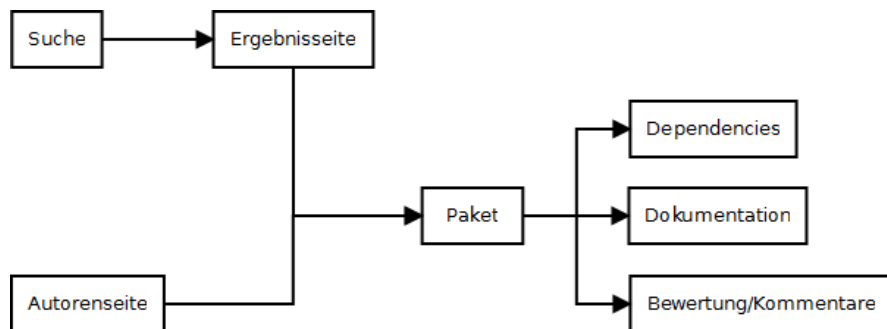 Suche
Ergebnisseite
Dependencies
Paket
Dokumentation
Autorenseite
Bewertung/Kommentare